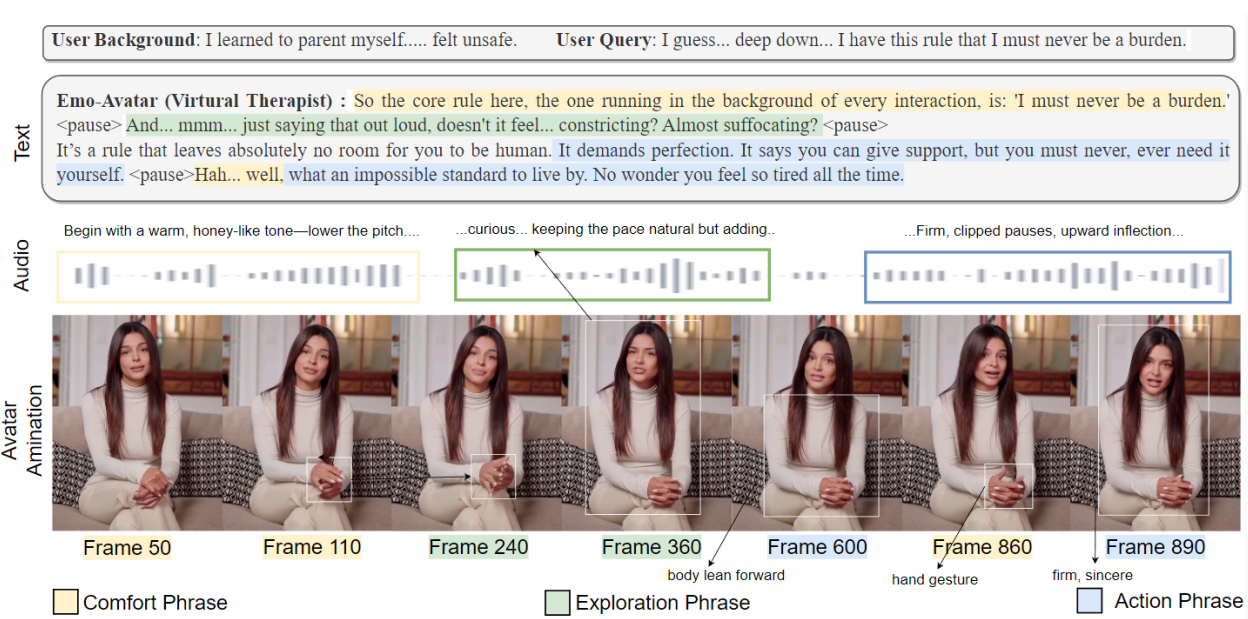 User Background: I learned to parent myself..... felt unsafe. User Query: I guess... deep down... I have this rule that I must never be a burden.
Text
Emo-Avatar (Virtural Therapist) : So the core rule here, the one running in the background of every interaction, is: 'I must never be a burden.'
<pause> And... mmm... just saying that out loud, doesn't it feel... constricting? Almost suffocating? <pause>
It's a rule that leaves absolutely no room for you to be human. It demands perfection. It says you can give support, but you must never, ever need it
yourself. <pause>Hah... well, what an impossible standard to live by. No wonder you feel so tired all the time.
Audio
Begin with a warm, honey-like tone—lower the pitch.... ...curious... keeping the pace natural but adding.. ...Firm, clipped pauses, upward inflection...
Avatar
Amination
Frame 50 Frame 110 Frame 240 Frame 360 Frame 600 Frame 860 Frame 890
body lean forward hand gesture firm, sincere
Comfort Phrase Exploration Phrase Action Phrase